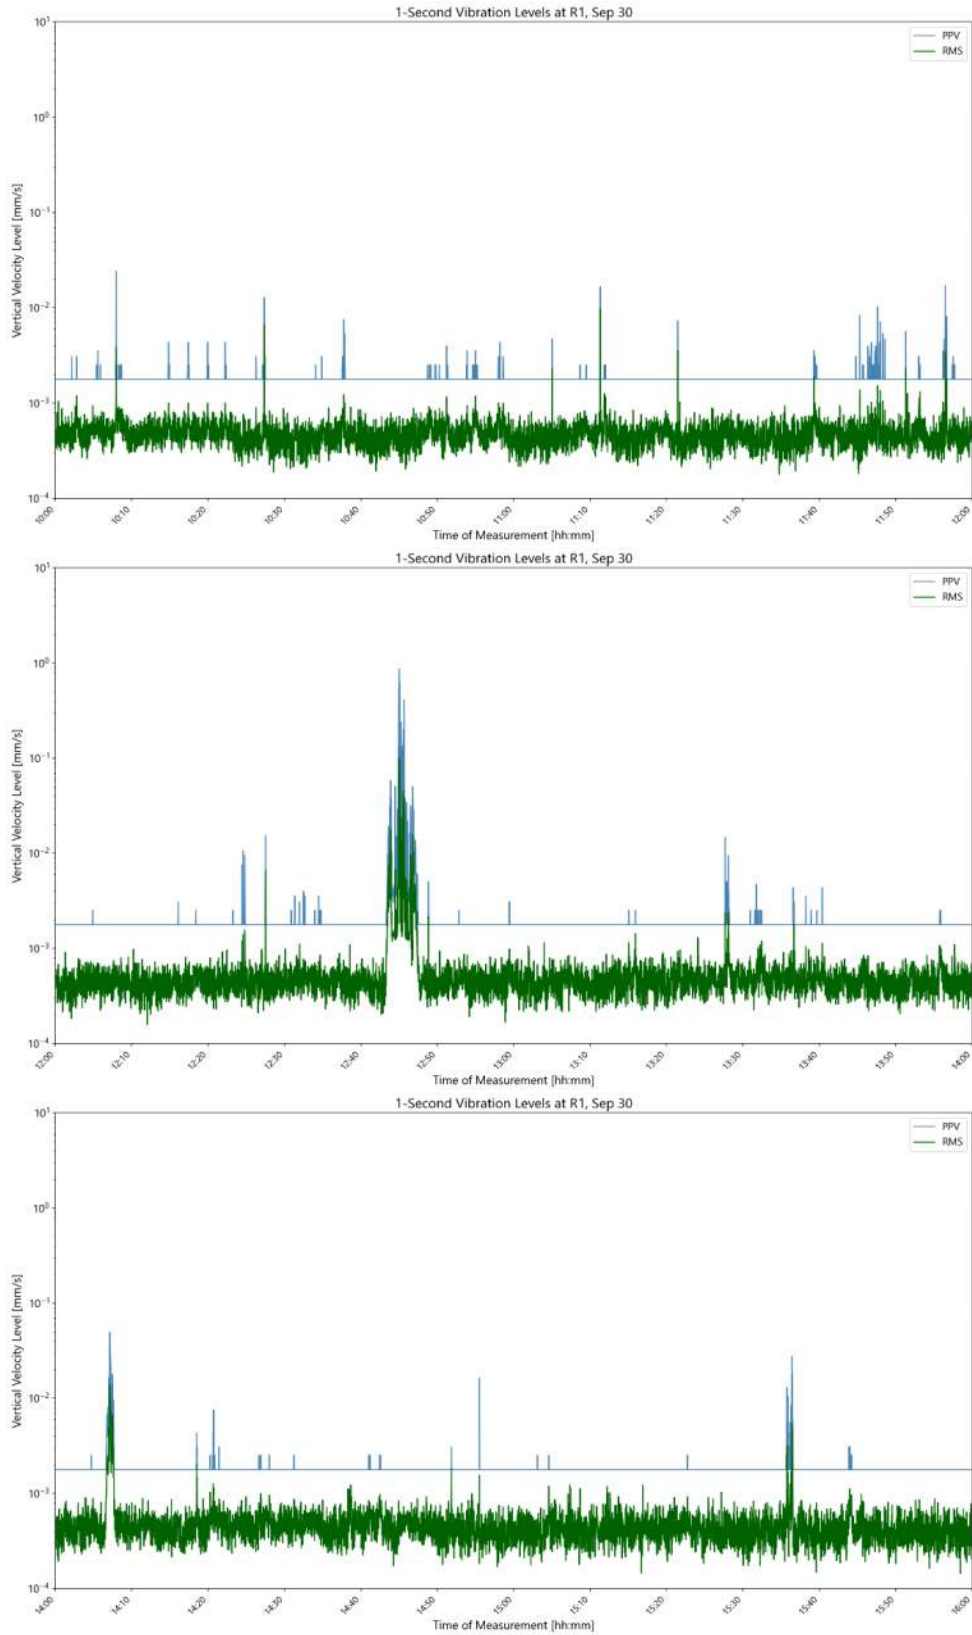 1-Second Vibration Levels at R1, Sep 30
PPV
RMS
10¹
10⁰
10⁻¹
10⁻²
10⁻³
10⁻⁴
Vertical Velocity Level [mm/s]
10:00 10:10 10:20 10:30 10:40 10:50 11:00 11:10 11:20 11:30 11:40 11:50 12:00
Time of Measurement [hh:mm]
1-Second Vibration Levels at R1, Sep 30
PPV
RMS
10¹
10⁰
10⁻¹
10⁻²
10⁻³
10⁻⁴
Vertical Velocity Level [mm/s]
12:00 12:10 12:20 12:30 12:40 12:50 13:00 13:10 13:20 13:30 13:40 13:50 14:00
Time of Measurement [hh:mm]
1-Second Vibration Levels at R1, Sep 30
PPV
RMS
10¹
10⁰
10⁻¹
10⁻²
10⁻³
10⁻⁴
Vertical Velocity Level [mm/s]
14:00 14:10 14:20 14:30 14:40 14:50 15:00 15:10 15:20 15:30 15:40 15:50 16:00
Time of Measurement [hh:mm]